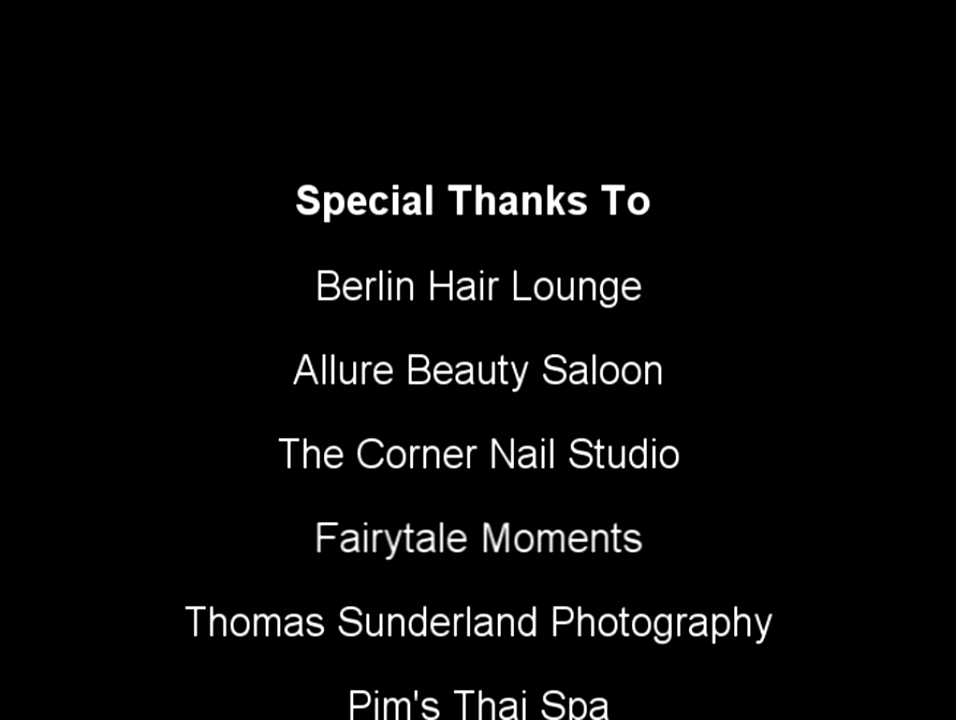 Special Thanks To
Berlin Hair Lounge
Allure Beauty Saloon
The Corner Nail Studio
Fairytale Moments
Thomas Sunderland Photography
Pim's Thai Spa